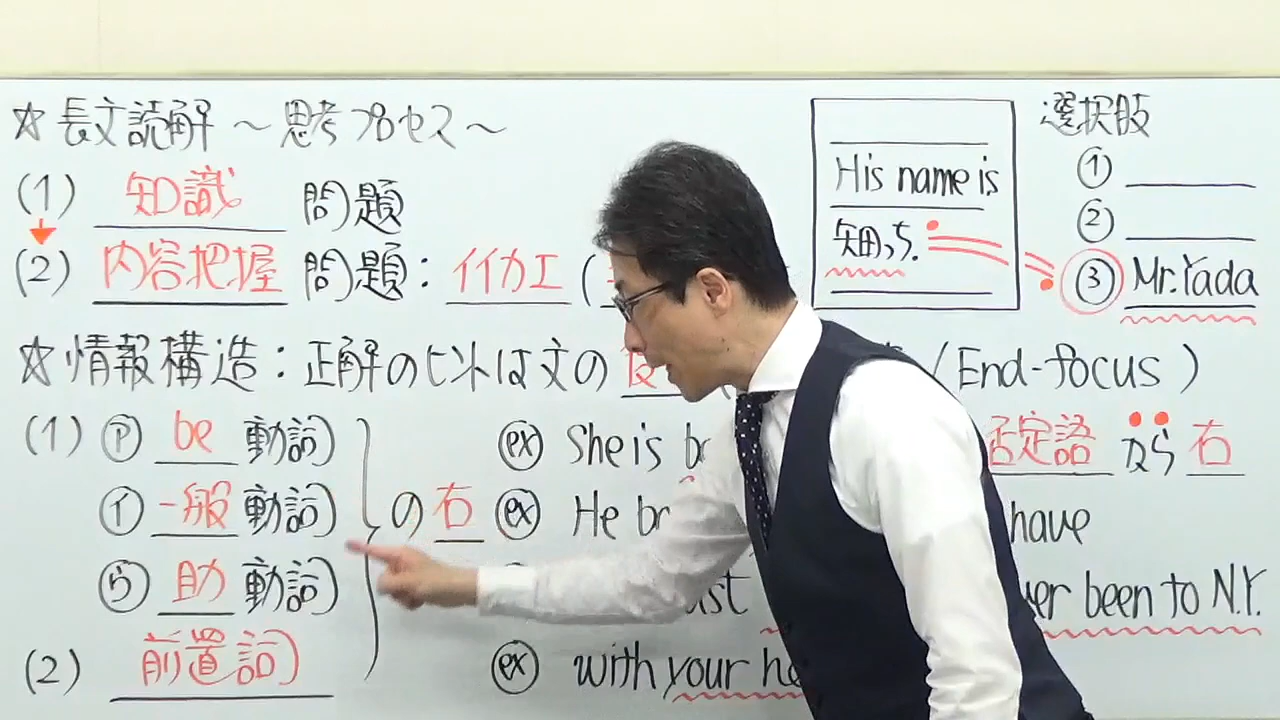 ☆長文読解 ～思考プロセス～
(1) 知識 問題
(2) 内容把握 問題：イイカエ (
His name is
知田っち.
選択肢
①
②
③ Mr.Yada
☆情報構造：正解のヒントは文の / End-focus )
(1) ㋐ be 動詞
㋑ 一般 動詞
㋒ 助 動詞
の右
(2) 前置詞
ex She is
ex He
ex with your
否定語 なら 右
have
been to N.Y.